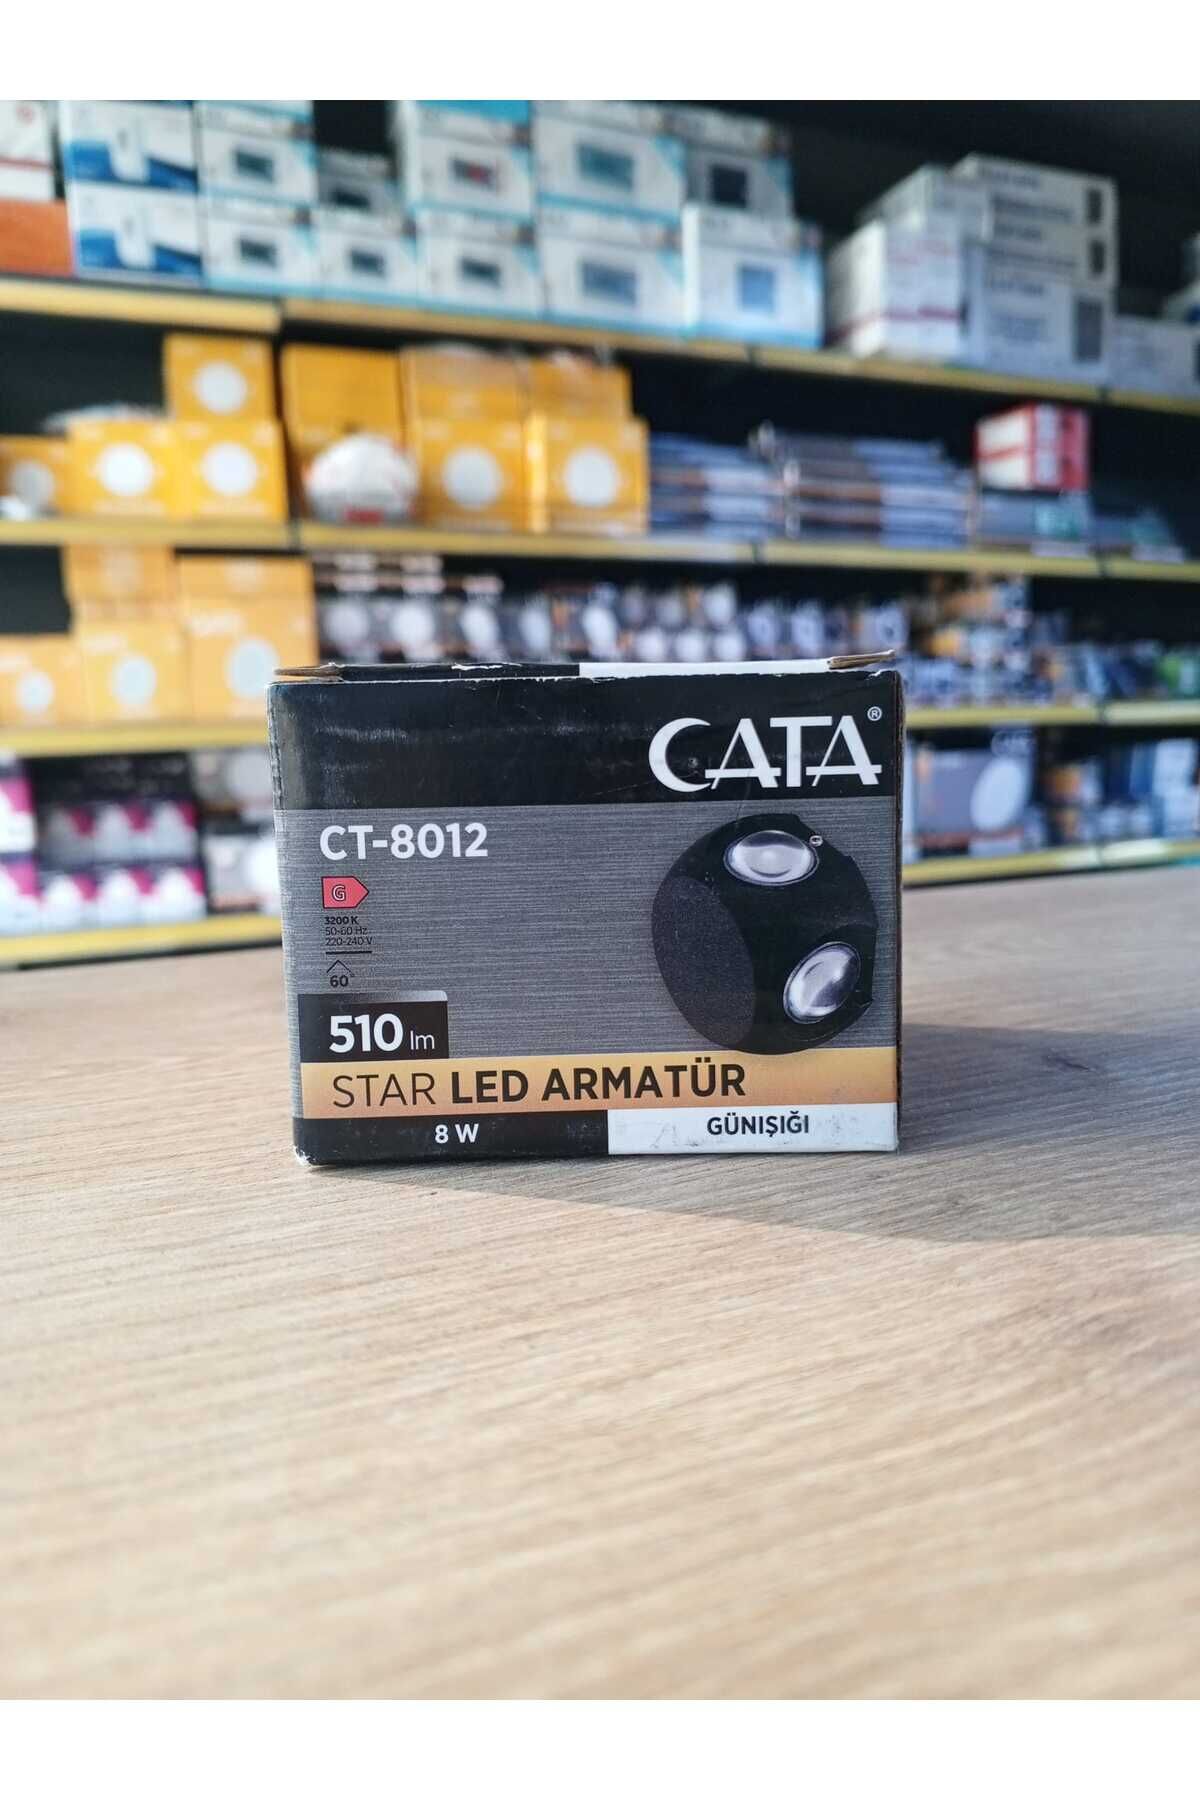 CATA®
CT-8012
G
3200 K
50-60 Hz
220-240 V
60°
510 lm
STAR LED ARMATÜR
8 W
GÜNIŞIĞI